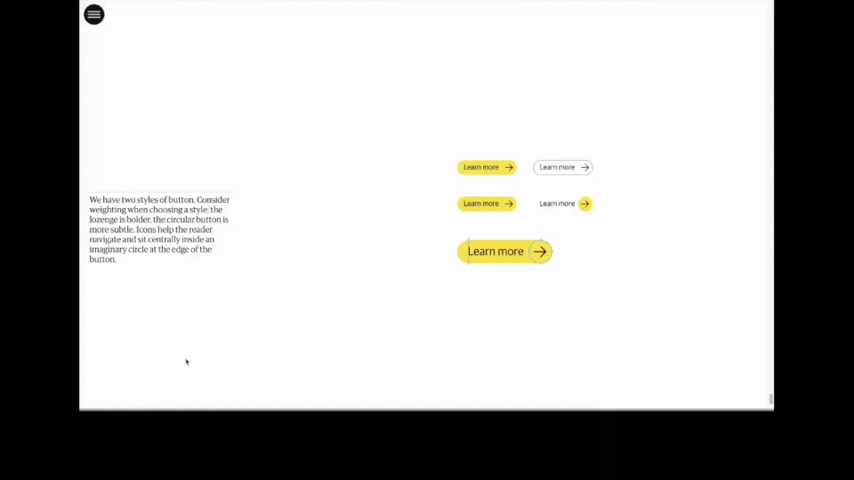 We have two styles of button. Consider
weighting when choosing a style; the
lozenge is bolder, the circular button is
more subtle. Icons help the reader
navigate and sit centrally inside an
imaginary circle at the edge of the
button.
Learn more
Learn more
Learn more
Learn more
Learn more